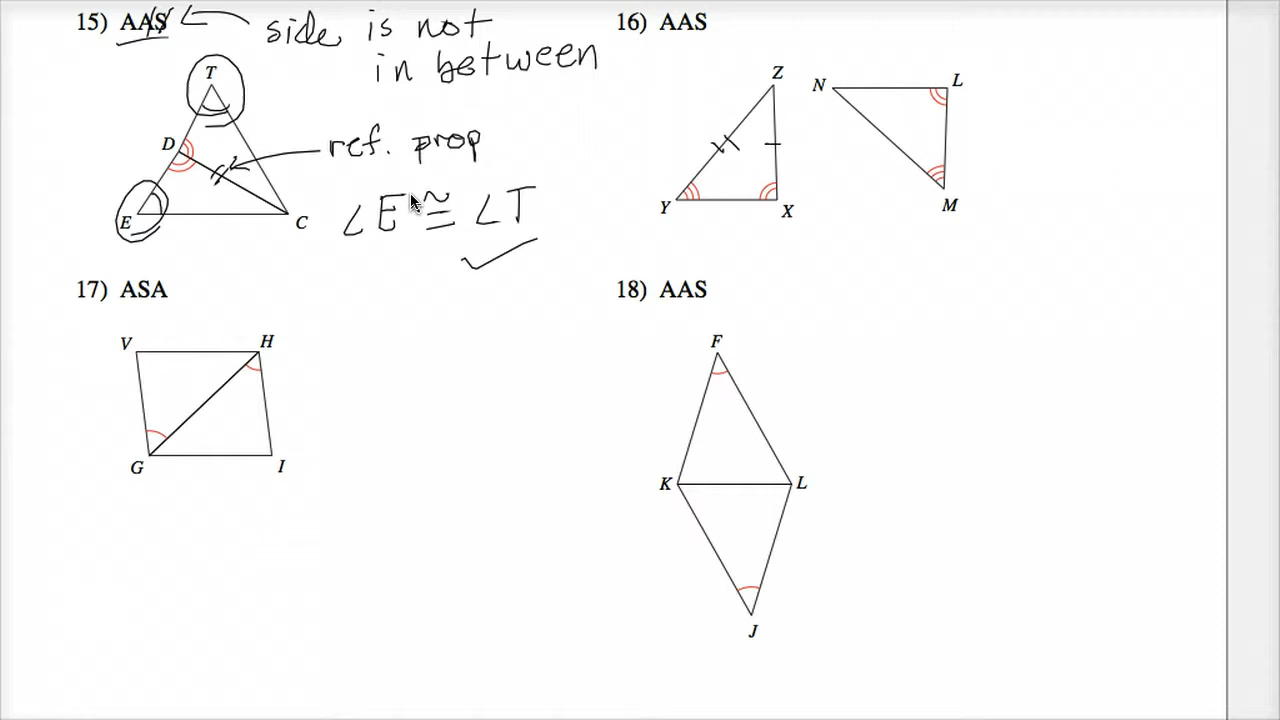 15) AAS
side is not
in between
T
D
E
C
ref. prop
∠E ≅ ∠T
16) AAS
Z
Y
X
N
L
M
17) ASA
V
H
G
I
18) AAS
F
K
L
J